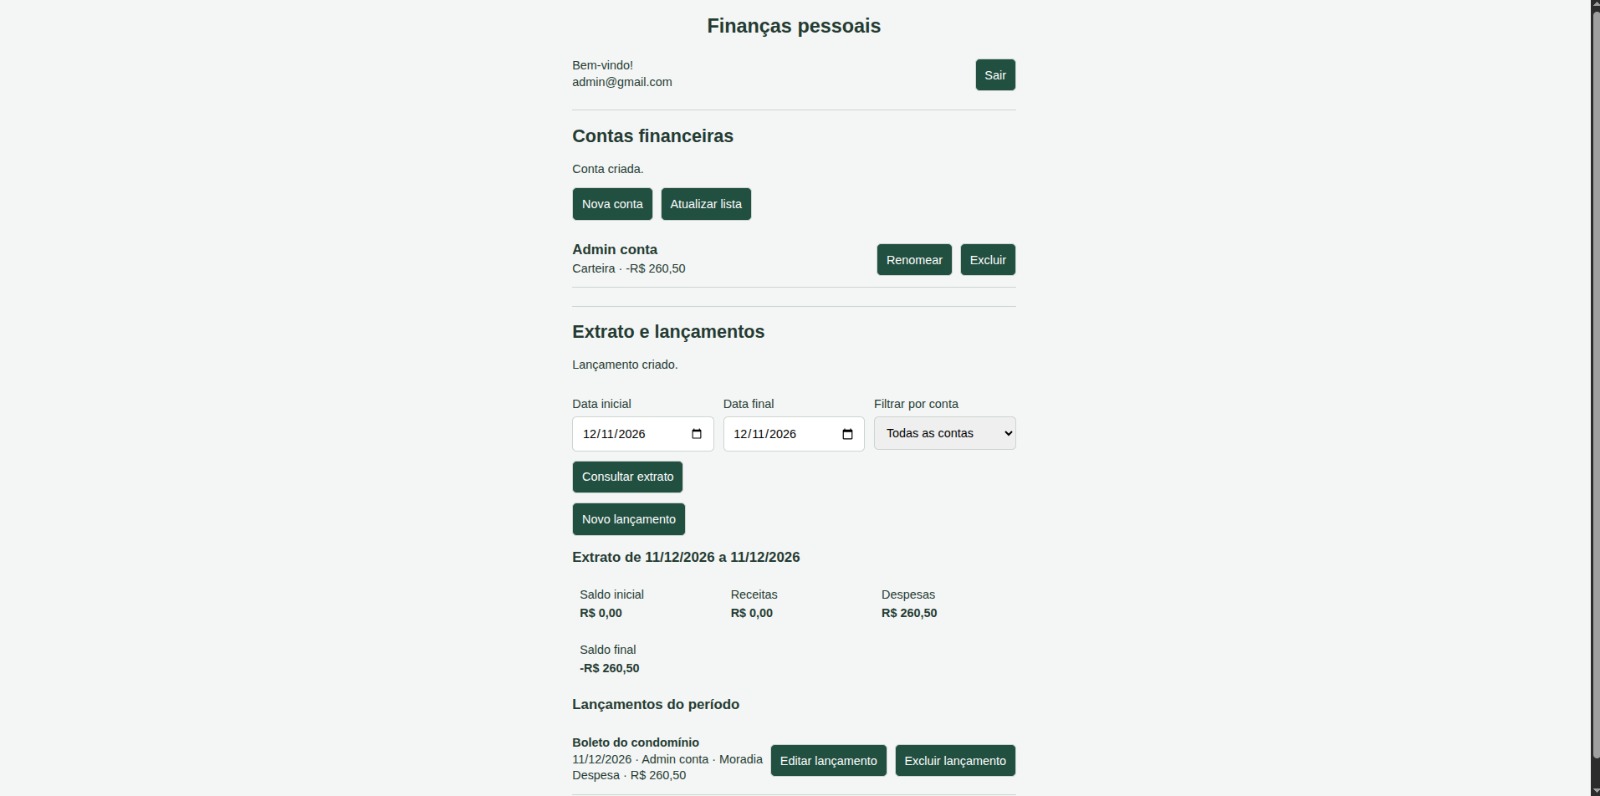 Finanças pessoais
Bem-vindo!
admin@gmail.com
Sair
Contas financeiras
Conta criada.
Nova conta
Atualizar lista
Admin conta
Carteira · -R$ 260,50
Renomear
Excluir
Extrato e lançamentos
Lançamento criado.
Data inicial
Data final
Filtrar por conta
12/11/2026
12/11/2026
Todas as contas
Consultar extrato
Novo lançamento
Extrato de 11/12/2026 a 11/12/2026
Saldo inicial
R$ 0,00
Receitas
R$ 0,00
Despesas
R$ 260,50
Saldo final
-R$ 260,50
Lançamentos do período
Boleto do condomínio
11/12/2026 · Admin conta · Moradia
Despesa · R$ 260,50
Editar lançamento
Excluir lançamento